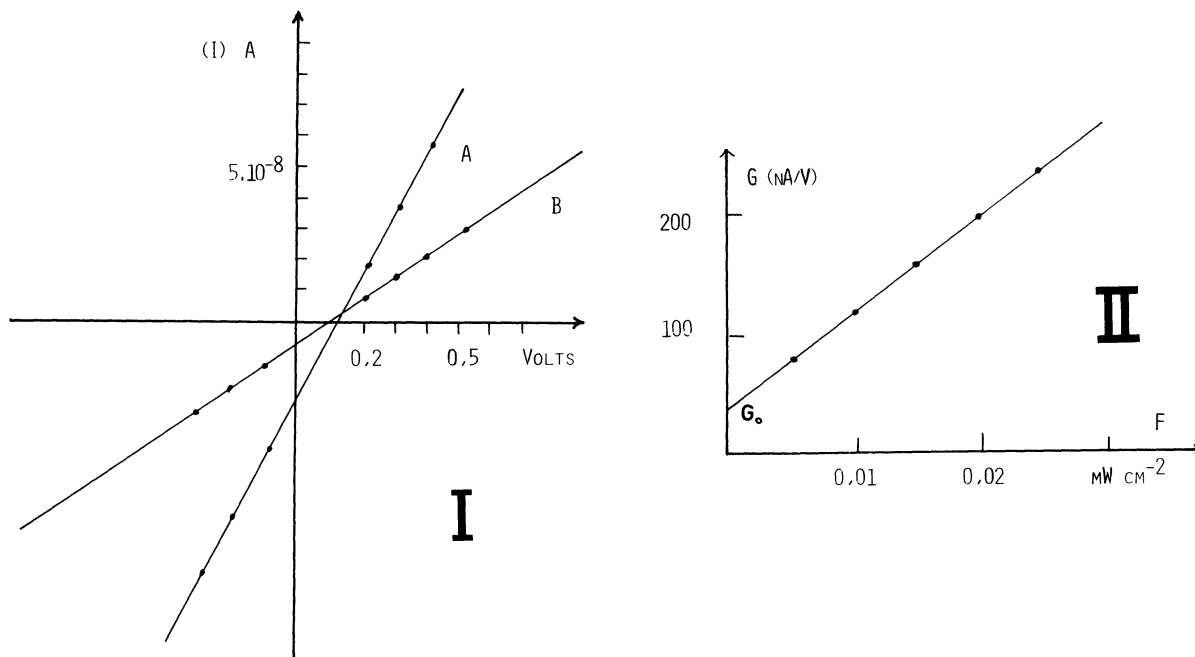 (I) A
5.10⁻⁸
A
B
0,2
0,5
VOLTS
I
G (NA/V)
200
100
G₀
F
0.01
0.02
MW CM⁻²
II